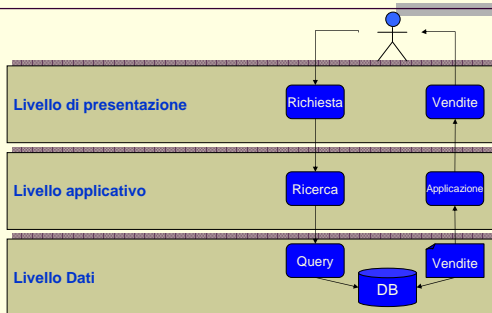 Livello di presentazione
Richiesta
Vendite
Livello applicativo
Ricerca
Applicazione
Livello Dati
Query
DB
Vendite